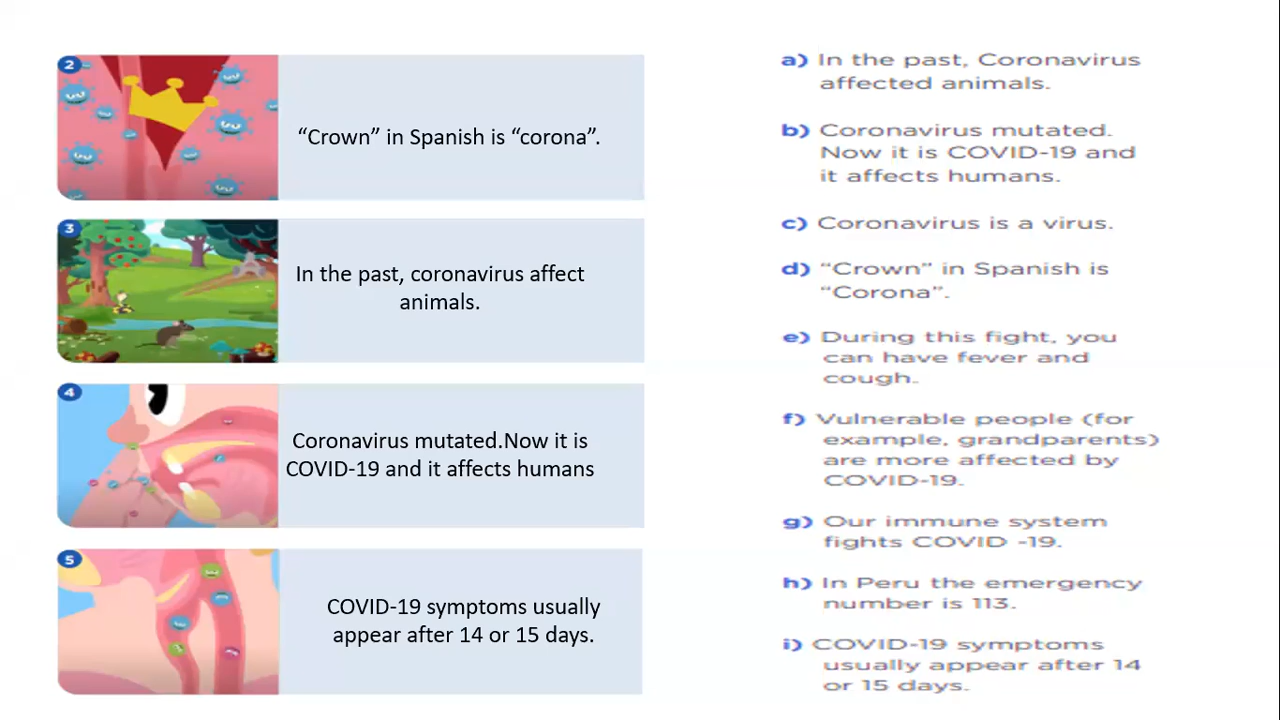 2
“Crown” in Spanish is “corona”.
3
In the past, coronavirus affect
animals.
4
Coronavirus mutated.Now it is
COVID-19 and it affects humans
5
COVID-19 symptoms usually
appear after 14 or 15 days.
a) In the past, Coronavirus
affected animals.
b) Coronavirus mutated.
Now it is COVID-19 and
it affects humans.
c) Coronavirus is a virus.
d) “Crown” in Spanish is
“Corona”.
e) During this fight, you
can have fever and
cough.
f) Vulnerable people (for
example, grandparents)
are more affected by
COVID-19.
g) Our immune system
fights COVID -19.
h) In Peru the emergency
number is 113.
i) COVID-19 symptoms
usually appear after 14
or 15 days.